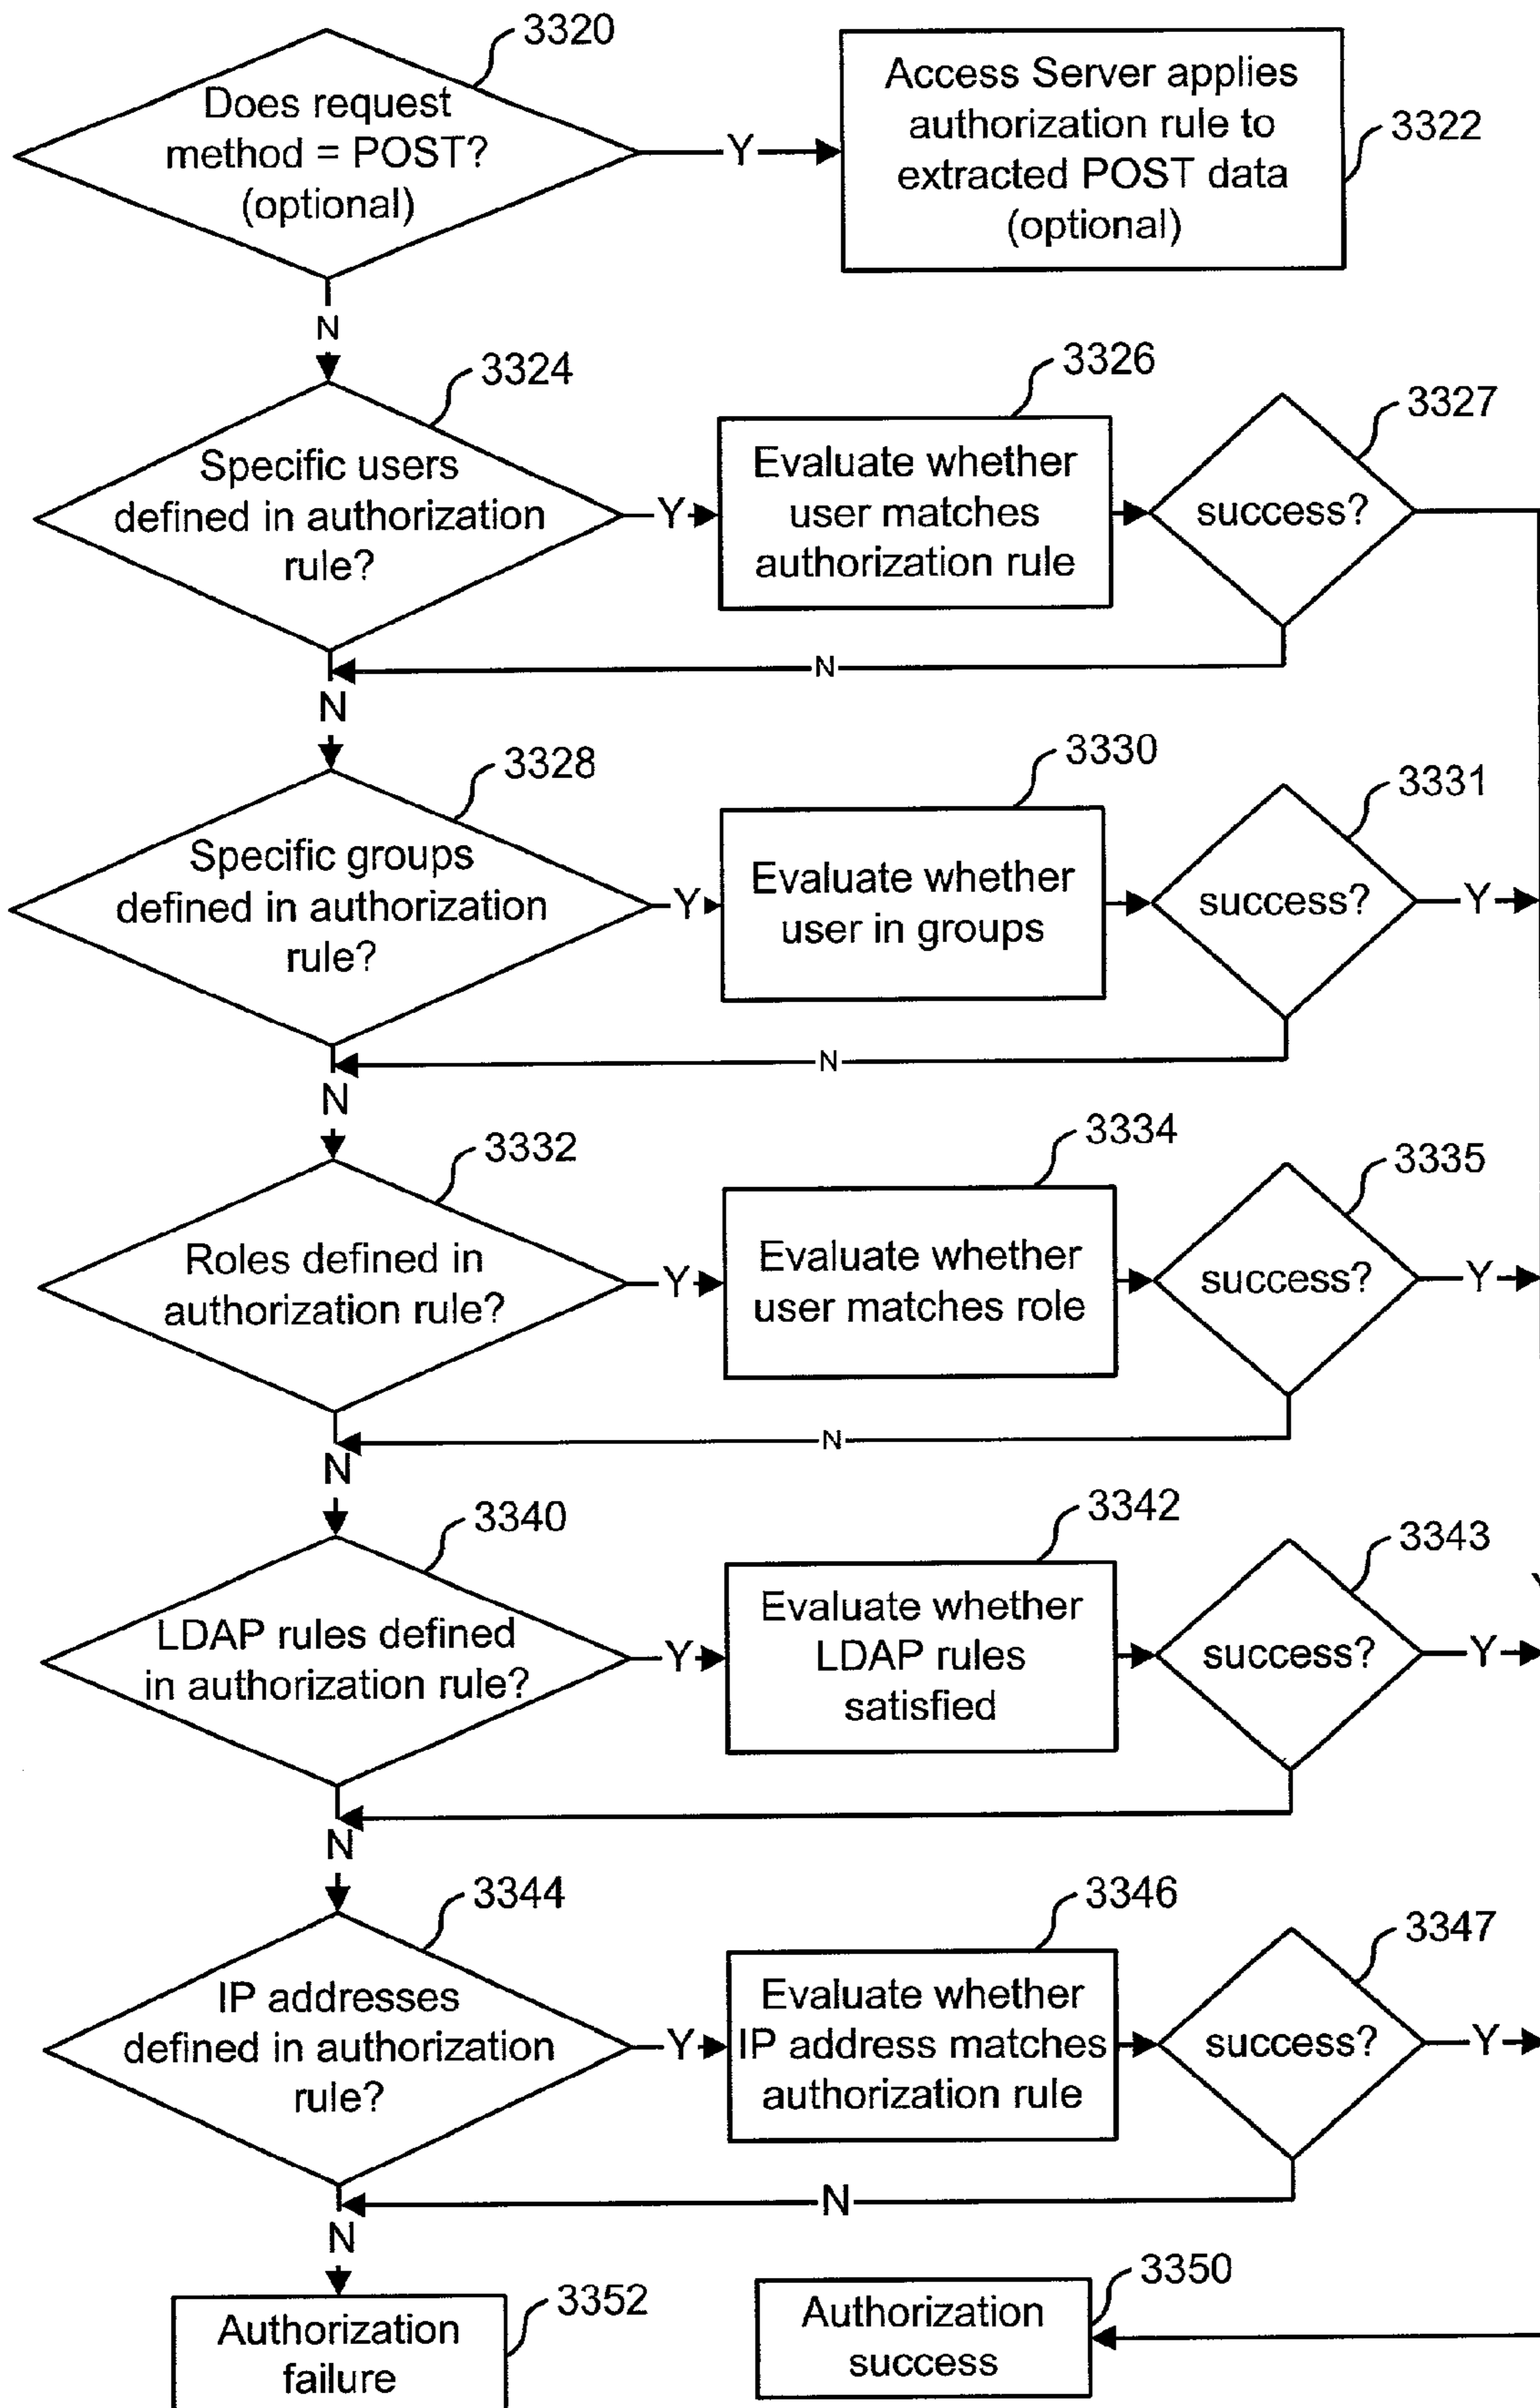 3320
Does request
method = POST?
(optional)
Y
Access Server applies
authorization rule to
extracted POST data
(optional)
3322
N
3324
Specific users
defined in authorization
rule?
Y
3326
Evaluate whether
user matches
authorization rule
3327
success?
N
N
3328
Specific groups
defined in authorization
rule?
Y
3330
Evaluate whether
user in groups
3331
success?
Y
N
N
3332
Roles defined in
authorization rule?
Y
3334
Evaluate whether
user matches role
3335
success?
Y
N
N
3340
LDAP rules defined
in authorization rule?
Y
3342
Evaluate whether
LDAP rules
satisfied
3343
success?
Y
N
3344
IP addresses
defined in authorization
rule?
Y
3346
Evaluate whether
IP address matches
authorization rule
3347
success?
Y
N
N
Authorization
failure
3352
Authorization
success
3350